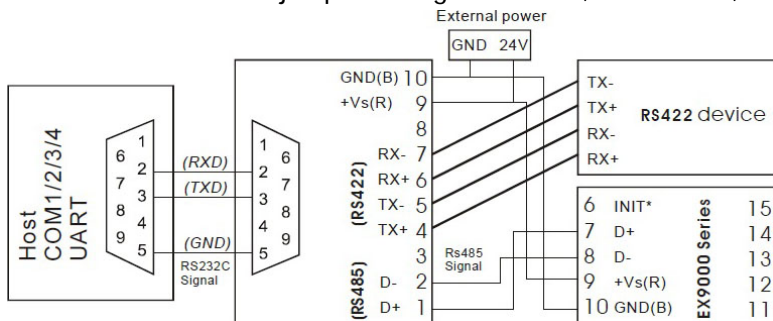 External power
GND 24V
Host
COM1/2/3/4
UART
1
6
2
7
3
8
4
9
5
(RXD)
(TXD)
(GND)
RS232C
Signal
1
6
2
7
3
8
4
9
5
GND(B) 10
+Vs(R) 9
8
RX- 7
RX+ 6
TX- 5
TX+ 4
3
D- 2
D+ 1
(RS422)
(RS485)
Rs485
Signal
TX-
TX+
RX-
RX+
RS422 device
6 INIT* 15
7 D+ 14
8 D- 13
9 +Vs(R) 12
10 GND(B) 11
EX9000 Series